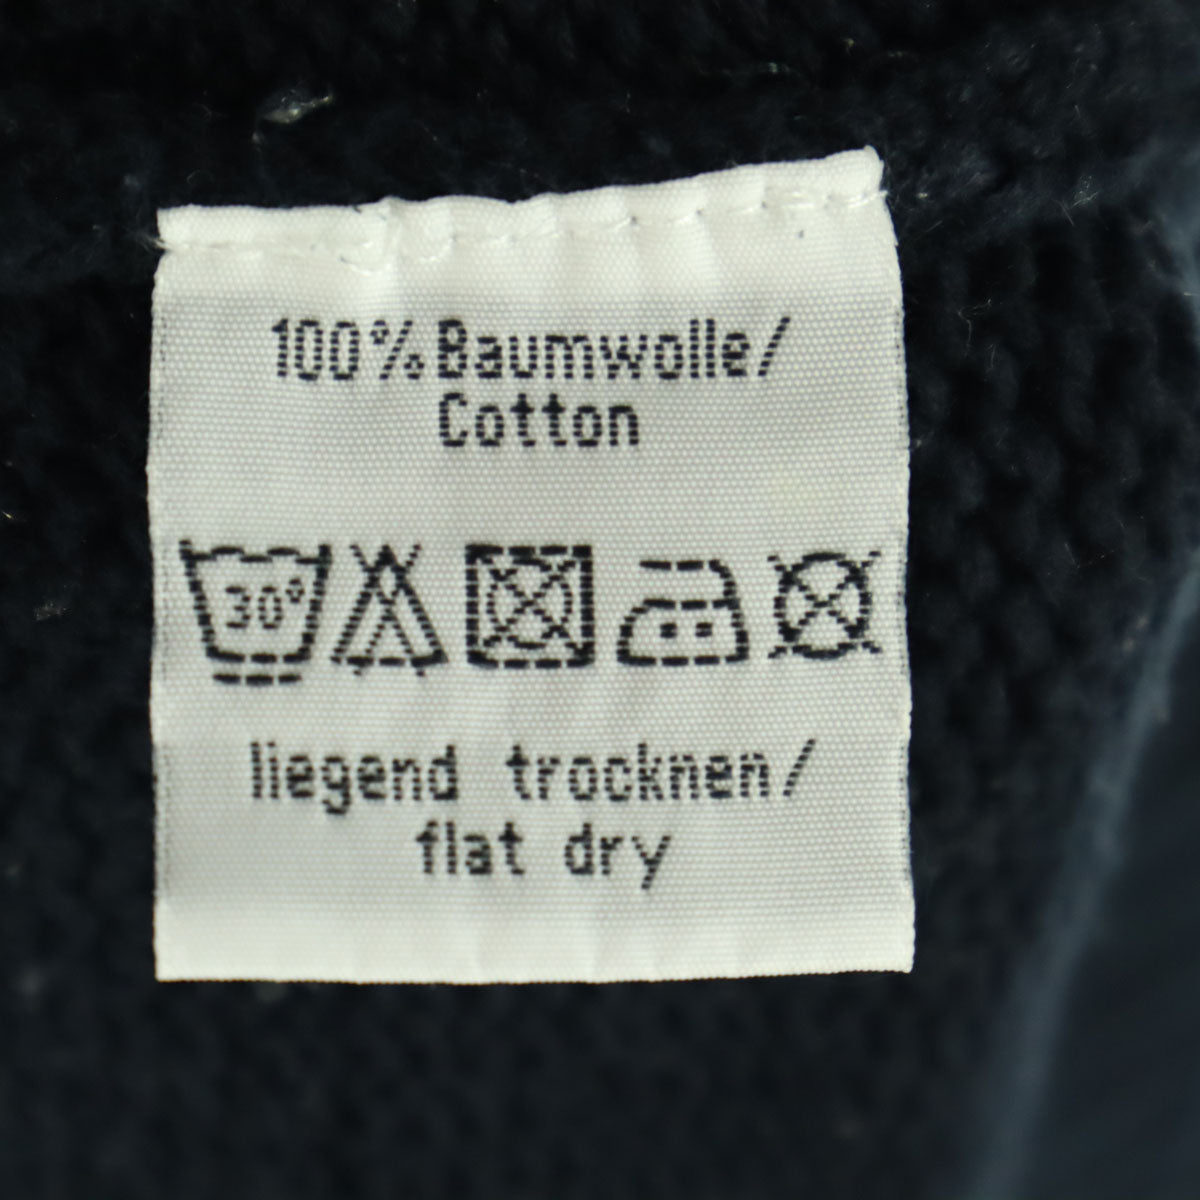 100% Baumwolle/
Cotton
30°
liegend trocknen/
flat dry